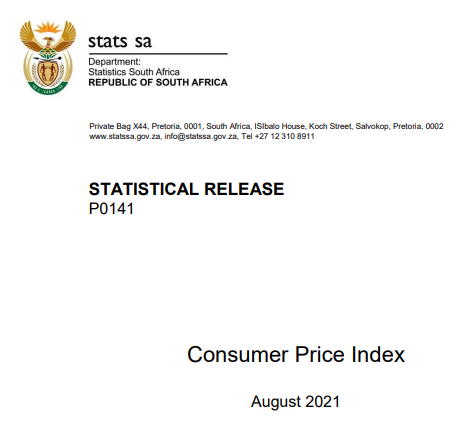 stats sa
Department:
Statistics South Africa
REPUBLIC OF SOUTH AFRICA
Private Bag X44, Pretoria, 0001, South Africa, ISIbalo House, Koch Street, Salvokop, Pretoria, 0002
www.statssa.gov.za, info@statssa.gov.za, Tel +27 12 310 8911
STATISTICAL RELEASE
P0141
Consumer Price Index
August 2021